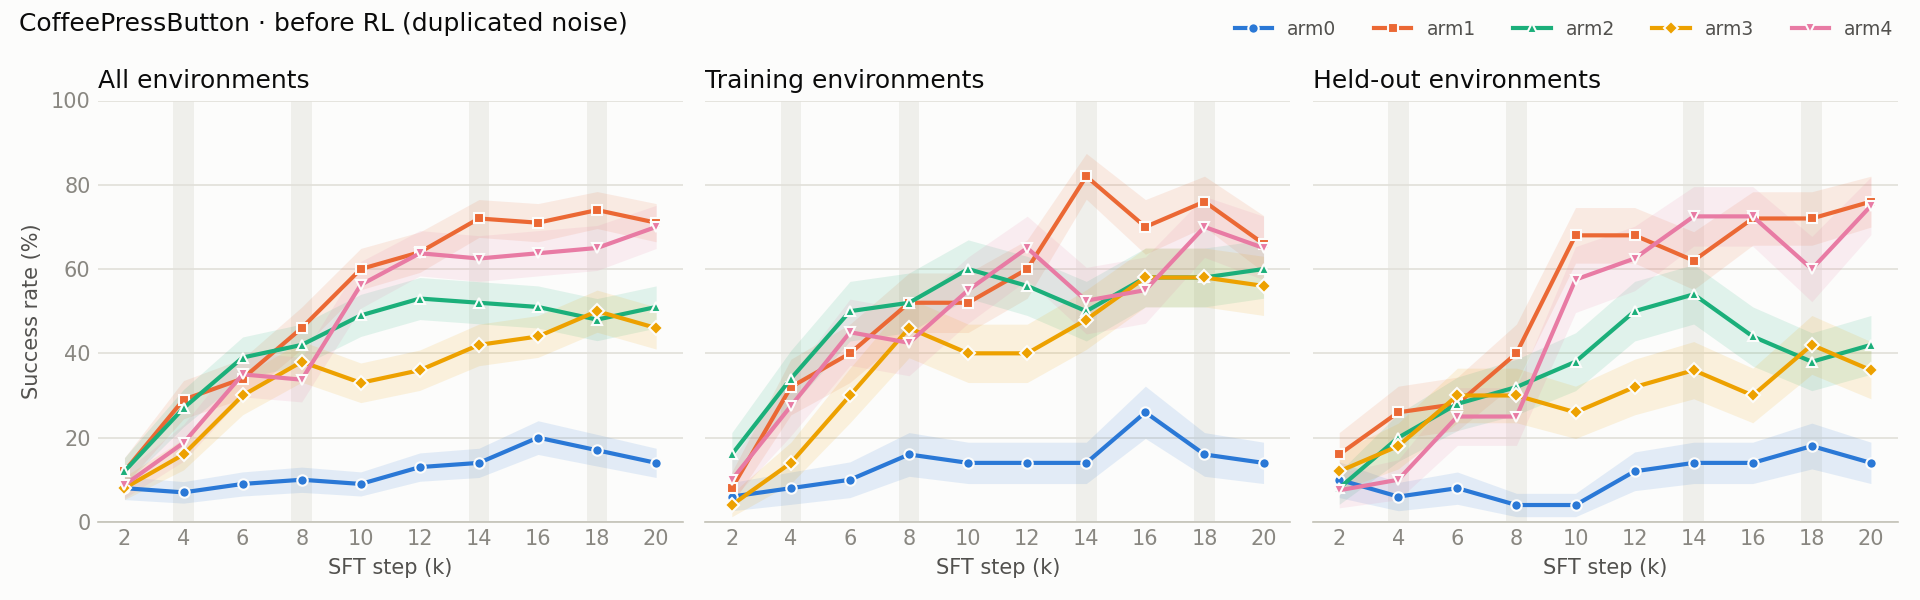 CoffeePressButton · before RL (duplicated noise)
arm0 arm1 arm2 arm3 arm4
All environments
Training environments
Held-out environments
Success rate (%)
100
80
60
40
20
0
2 4 6 8 10 12 14 16 18 20
2 4 6 8 10 12 14 16 18 20
2 4 6 8 10 12 14 16 18 20
SFT step (k)
SFT step (k)
SFT step (k)